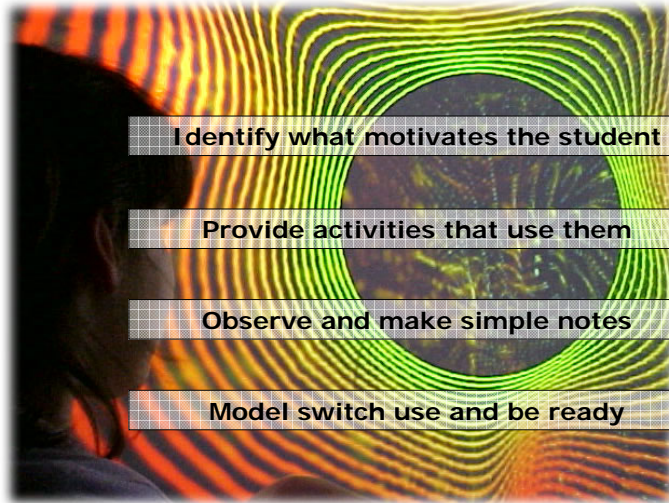 Identify what motivates the student
Provide activities that use them
Observe and make simple notes
Model switch use and be ready